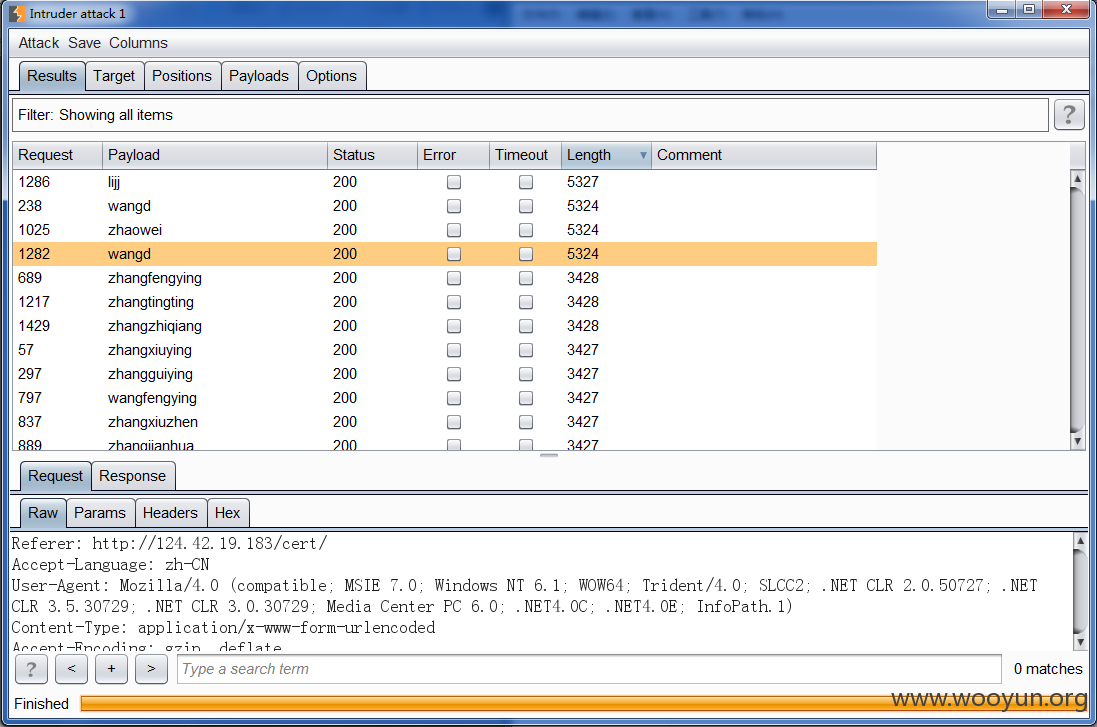 Intruder attack 1
Attack Save Columns
Results Target Positions Payloads Options
Filter: Showing all items
?
Request Payload Status Error Timeout Length Comment
1286 lijj 200 5327
238 wangd 200 5324
1025 zhaowei 200 5324
1282 wangd 200 5324
689 zhangfengying 200 3428
1217 zhangtingting 200 3428
1429 zhangzhiqiang 200 3428
57 zhangxiuying 200 3427
297 zhangguiying 200 3427
797 wangfengying 200 3427
837 zhangxiuzhen 200 3427
889 zhangjianhua 200 3427
Request Response
Raw Params Headers Hex
Referer: http://124.42.19.183/cert/
Accept-Language: zh-CN
User-Agent: Mozilla/4.0 (compatible; MSIE 7.0; Windows NT 6.1; WOW64; Trident/4.0; SLCC2; .NET CLR 2.0.50727; .NET
CLR 3.5.30729; .NET CLR 3.0.30729; Media Center PC 6.0; .NET4.0C; .NET4.0E; InfoPath.1)
Content-Type: application/x-www-form-urlencoded
Accept-Encoding: gzip, deflate
? < + > Type a search term 0 matches
Finished
www.wooyun.org